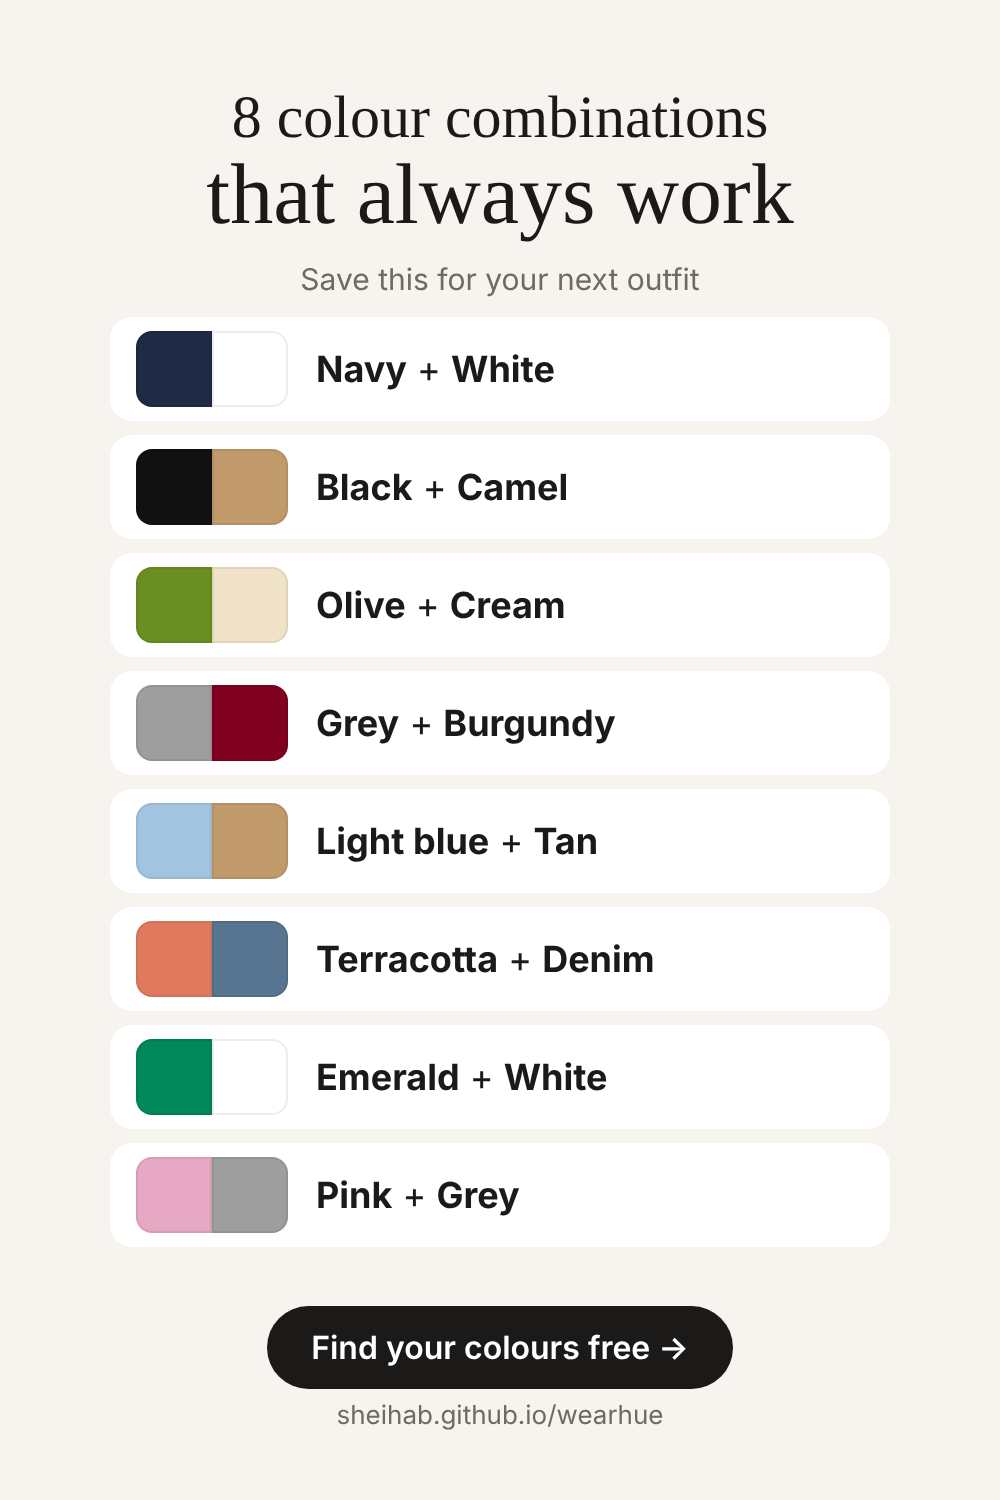 8 colour combinations
that always work
Save this for your next outfit
Navy + White
Black + Camel
Olive + Cream
Grey + Burgundy
Light blue + Tan
Terracotta + Denim
Emerald + White
Pink + Grey
Find your colours free →
sheihab.github.io/wearhue